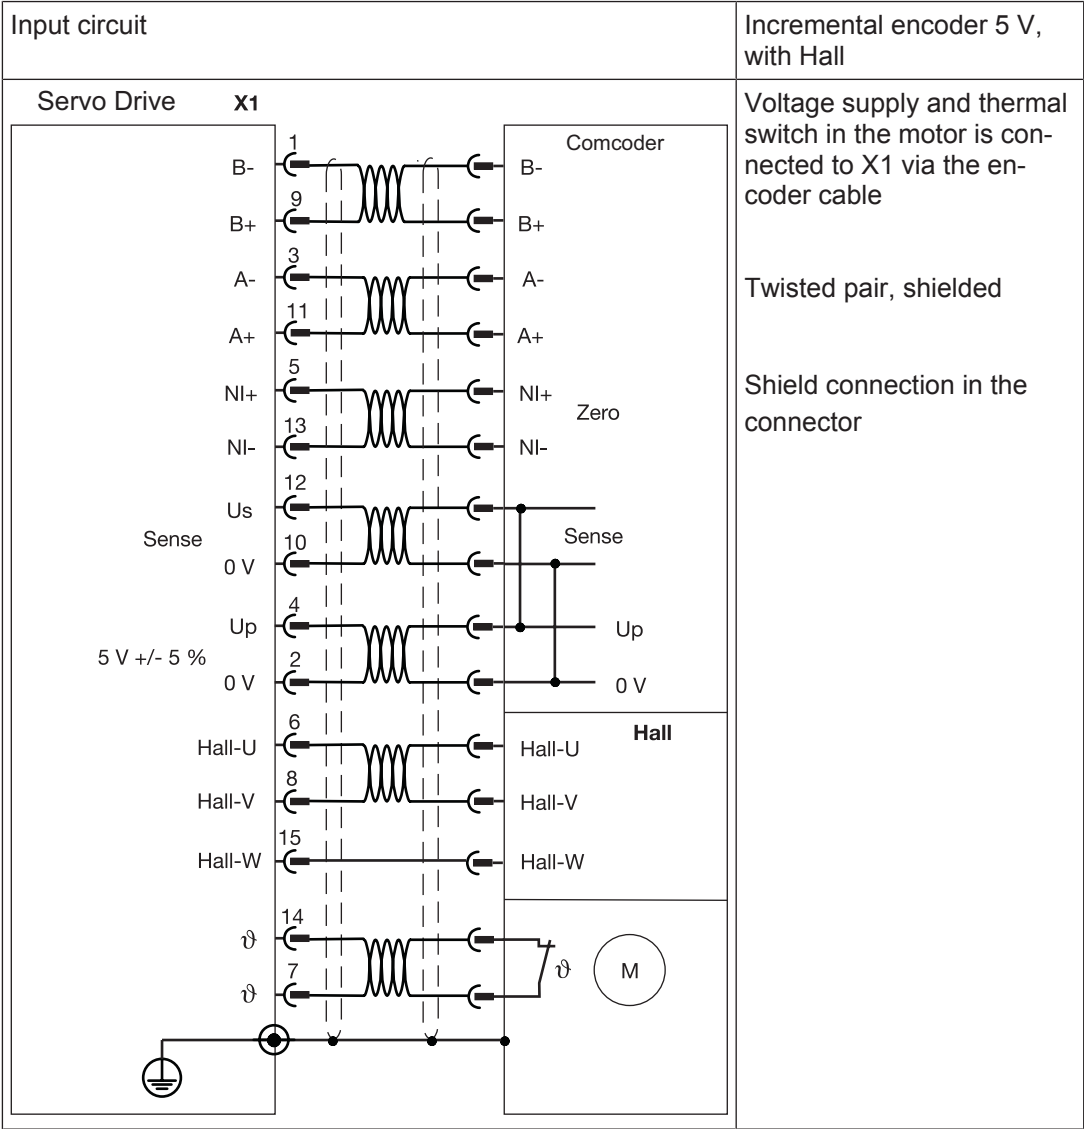 Input circuit
Incremental encoder 5 V,
with Hall
Servo Drive X1
Voltage supply and thermal
switch in the motor is con-
nected to X1 via the en-
coder cable
Twisted pair, shielded
Shield connection in the
connector
Comcoder
B- 1 B-
B+ 9 B+
A- 3 A-
A+ 11 A+
NI+ 5 NI+
Zero
NI- 13 NI-
Us 12
Sense Sense
0 V 10
Up 4 Up
5 V +/- 5 %
0 V 2 0 V
Hall
Hall-U 6 Hall-U
Hall-V 8 Hall-V
Hall-W 15 Hall-W
ϑ 14
ϑ M
ϑ 7